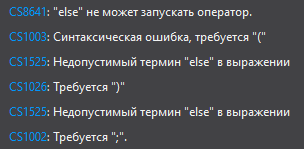 CS8641: "else" не может запускать оператор.
CS1003: Синтаксическая ошибка, требуется "("
CS1525: Недопустимый термин "else" в выражении
CS1026: Требуется ")"
CS1525: Недопустимый термин "else" в выражении
CS1002: Требуется ";".